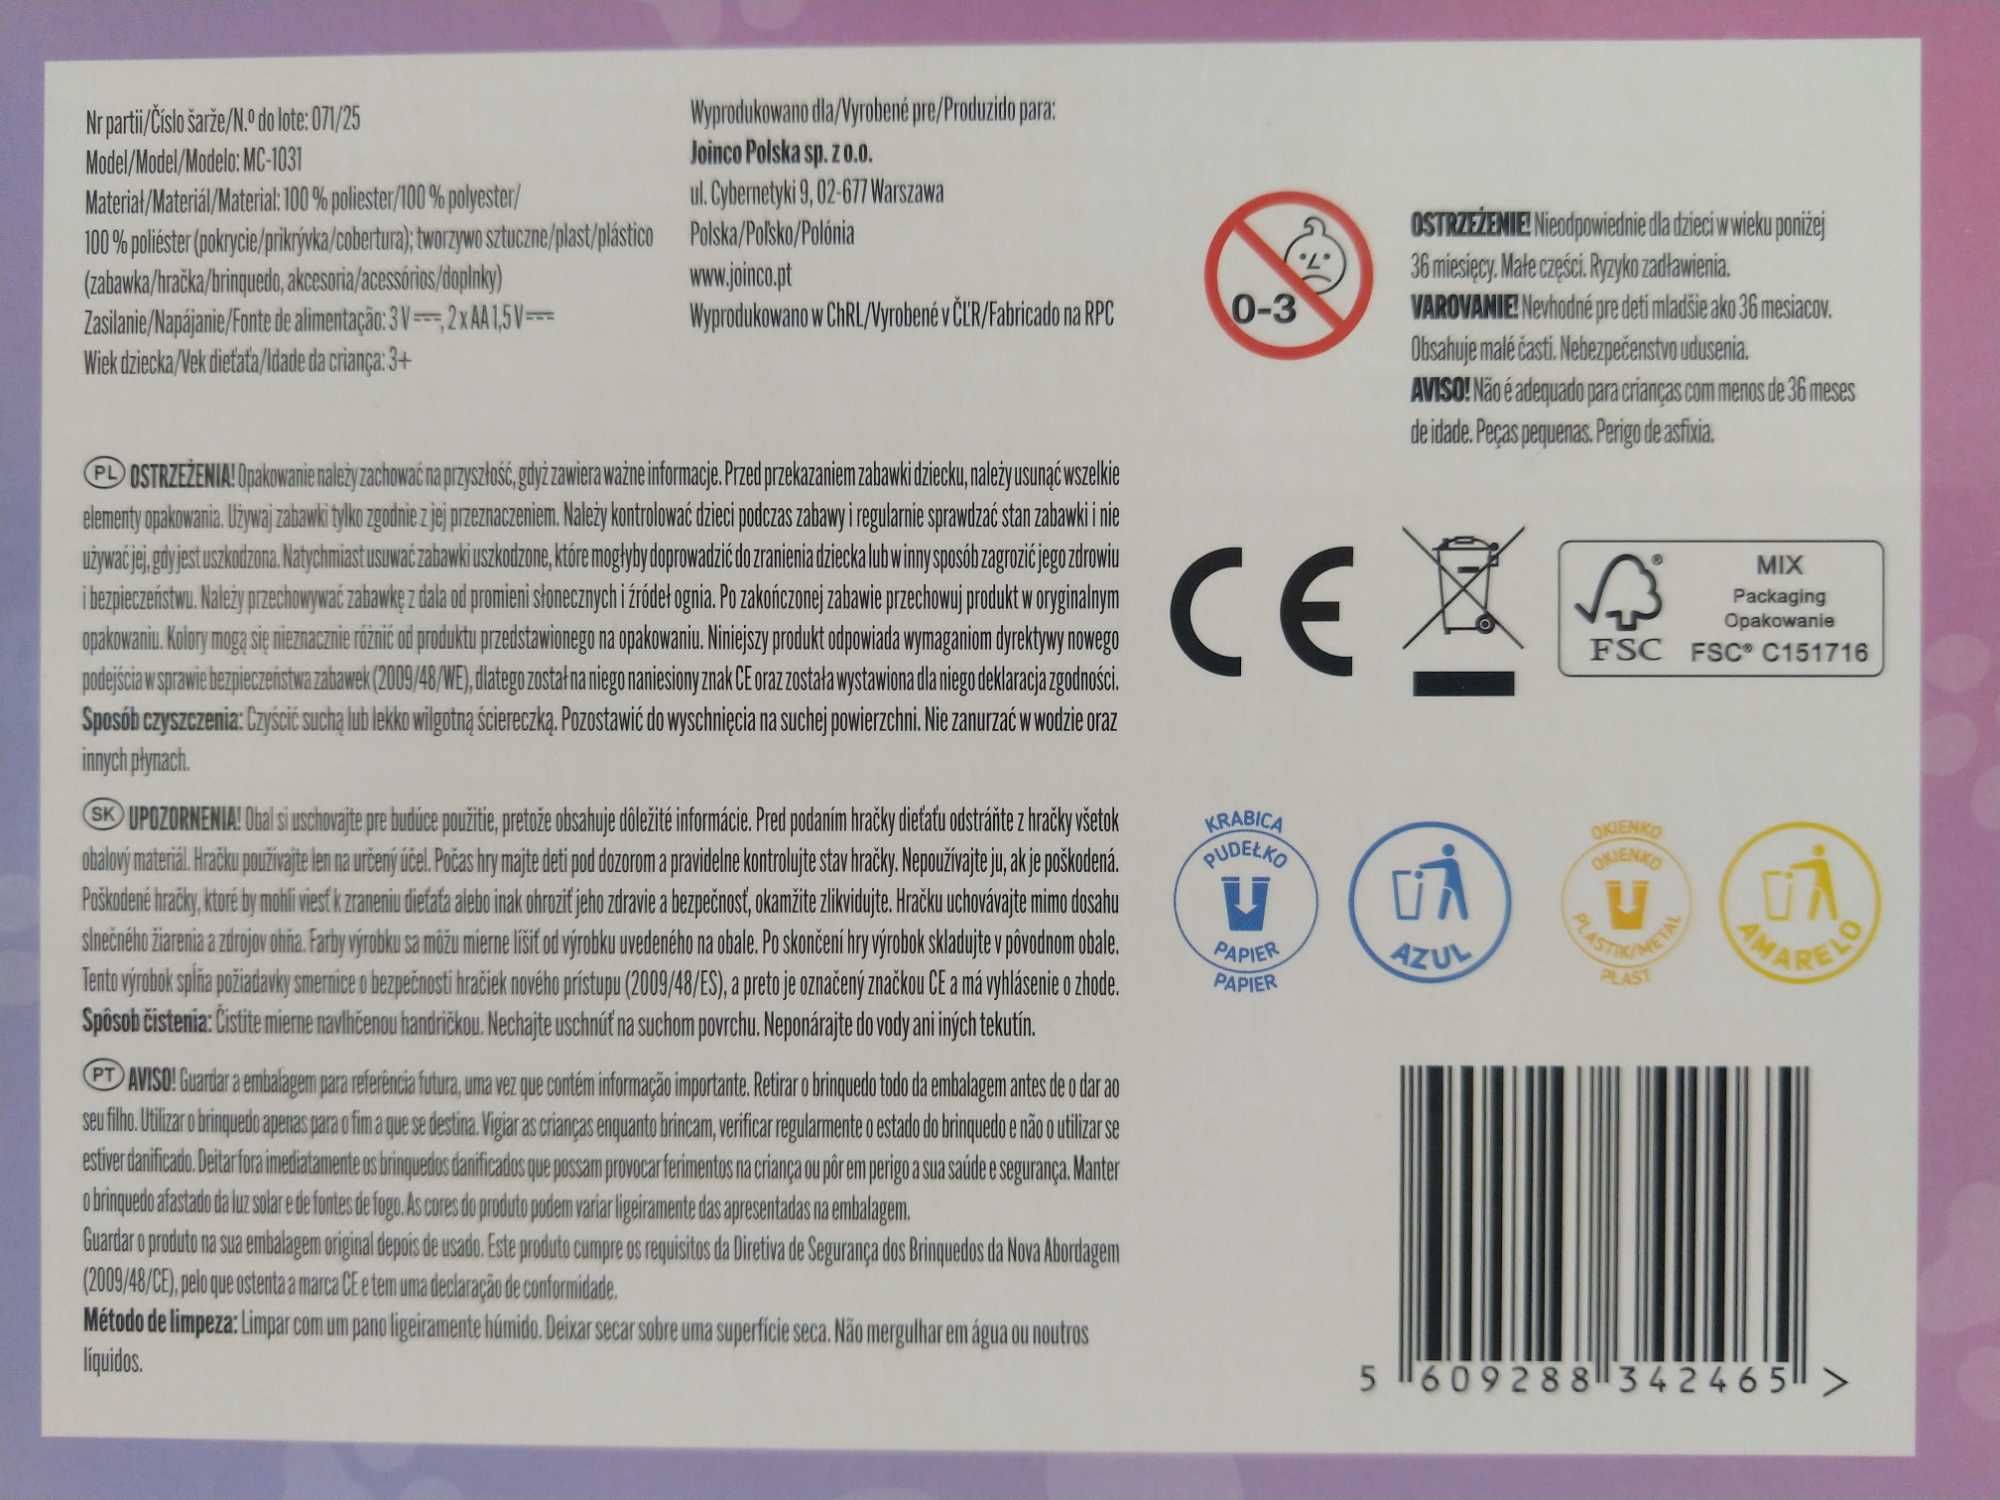 Nr partii/Číslo šarže/N.º do lote: 071/25
Model/Model/Modelo: MC-1031
Materiał/Materiál/Material: 100 % poliester/100 % polyester/
100 % poliéster (pokrycie/prikrývka/cobertura); tworzywo sztuczne/plast/plástico
(zabawka/hračka/brinquedo, akcesoria/acessórios/doplnky)
Zasilanie/Napájanie/Fonte de alimentação: 3 V⎓, 2 x AA 1,5 V⎓
Wiek dziecka/Vek dieťaťa/Idade da criança: 3+
Wyprodukowano dla/Vyrobené pre/Produzido para:
Joinco Polska sp. z o.o.
ul. Cybernetyki 9, 02-677 Warszawa
Polska/Poľsko/Polónia
www.joinco.pt
Wyprodukowano w ChRL/Vyrobené v ČĽR/Fabricado na RPC
0-3
OSTRZEŻENIE! Nieodpowiednie dla dzieci w wieku poniżej
36 miesięcy. Małe części. Ryzyko zadławienia.
VAROVANIE! Nevhodné pre deti mladšie ako 36 mesiacov.
Obsahuje malé časti. Nebezpečenstvo udusenia.
AVISO! Não é adequado para crianças com menos de 36 meses
de idade. Peças pequenas. Perigo de asfixia.
PL OSTRZEŻENIA! Opakowanie należy zachować na przyszłość, gdyż zawiera ważne informacje. Przed przekazaniem zabawki dziecku, należy usunąć wszelkie
elementy opakowania. Używaj zabawki tylko zgodnie z jej przeznaczeniem. Należy kontrolować dzieci podczas zabawy i regularnie sprawdzać stan zabawki i nie
używać jej, gdy jest uszkodzona. Natychmiast usuwać zabawki uszkodzone, które mogłyby doprowadzić do zranienia dziecka lub w inny sposób zagrozić jego zdrowiu
i bezpieczeństwu. Należy przechowywać zabawkę z dala od promieni słonecznych i źródeł ognia. Po zakończonej zabawie przechowuj produkt w oryginalnym
opakowaniu. Kolory mogą się nieznacznie różnić od produktu przedstawionego na opakowaniu. Niniejszy produkt odpowiada wymaganiom dyrektywy nowego
podejścia w sprawie bezpieczeństwa zabawek (2009/48/WE), dlatego został na niego naniesiony znak CE oraz została wystawiona dla niego deklaracja zgodności.
Sposób czyszczenia: Czyścić suchą lub lekko wilgotną ściereczką. Pozostawić do wyschnięcia na suchej powierzchni. Nie zanurzać w wodzie oraz
innych płynach.
SK UPOZORNENIA! Obal si uschovajte pre budúce použitie, pretože obsahuje dôležité informácie. Pred podaním hračky dieťaťu odstráňte z hračky všetok
obalový materiál. Hračku používajte len na určený účel. Počas hry majte deti pod dozorom a pravidelne kontrolujte stav hračky. Nepoužívajte ju, ak je poškodená.
Poškodené hračky, ktoré by mohli viesť k zraneniu dieťaťa alebo inak ohroziť jeho zdravie a bezpečnosť, okamžite zlikvidujte. Hračku uchovávajte mimo dosahu
slnečného žiarenia a zdrojov ohňa. Farby výrobku sa môžu mierne líšiť od výrobku uvedeného na obale. Po skončení hry výrobok skladujte v pôvodnom obale.
Tento výrobok spĺňa požiadavky smernice o bezpečnosti hračiek nového prístupu (2009/48/ES), a preto je označený značkou CE a má vyhlásenie o zhode.
Spôsob čistenia: Čistite mierne navlhčenou handričkou. Nechajte uschnúť na suchom povrchu. Neponárajte do vody ani iných tekutín.
PT AVISO! Guardar a embalagem para referência futura, uma vez que contém informação importante. Retirar o brinquedo todo da embalagem antes de o dar ao
seu filho. Utilizar o brinquedo apenas para o fim a que se destina. Vigiar as crianças enquanto brincam, verificar regularmente o estado do brinquedo e não o utilizar se
estiver danificado. Deitar fora imediatamente os brinquedos danificados que possam provocar ferimentos na criança ou pôr em perigo a sua saúde e segurança. Manter
o brinquedo afastado da luz solar e de fontes de fogo. As cores do produto podem variar ligeiramente das apresentadas na embalagem.
Guardar o produto na sua embalagem original depois de usado. Este produto cumpre os requisitos da Diretiva de Segurança dos Brinquedos da Nova Abordagem
(2009/48/CE), pelo que ostenta a marca CE e tem uma declaração de conformidade.
Método de limpeza: Limpar com um pano ligeiramente húmido. Deixar secar sobre uma superfície seca. Não mergulhar em água ou noutros
líquidos.
CE
FSC
MIX
Packaging
Opakowanie
FSC® C151716
KRABICA
PUDEŁKO
PAPIER
PAPIER
AZUL
OKIENKO
OKIENKO
PLASTIK/METAL
PLAST
AMARELO
5 609288 342465 >